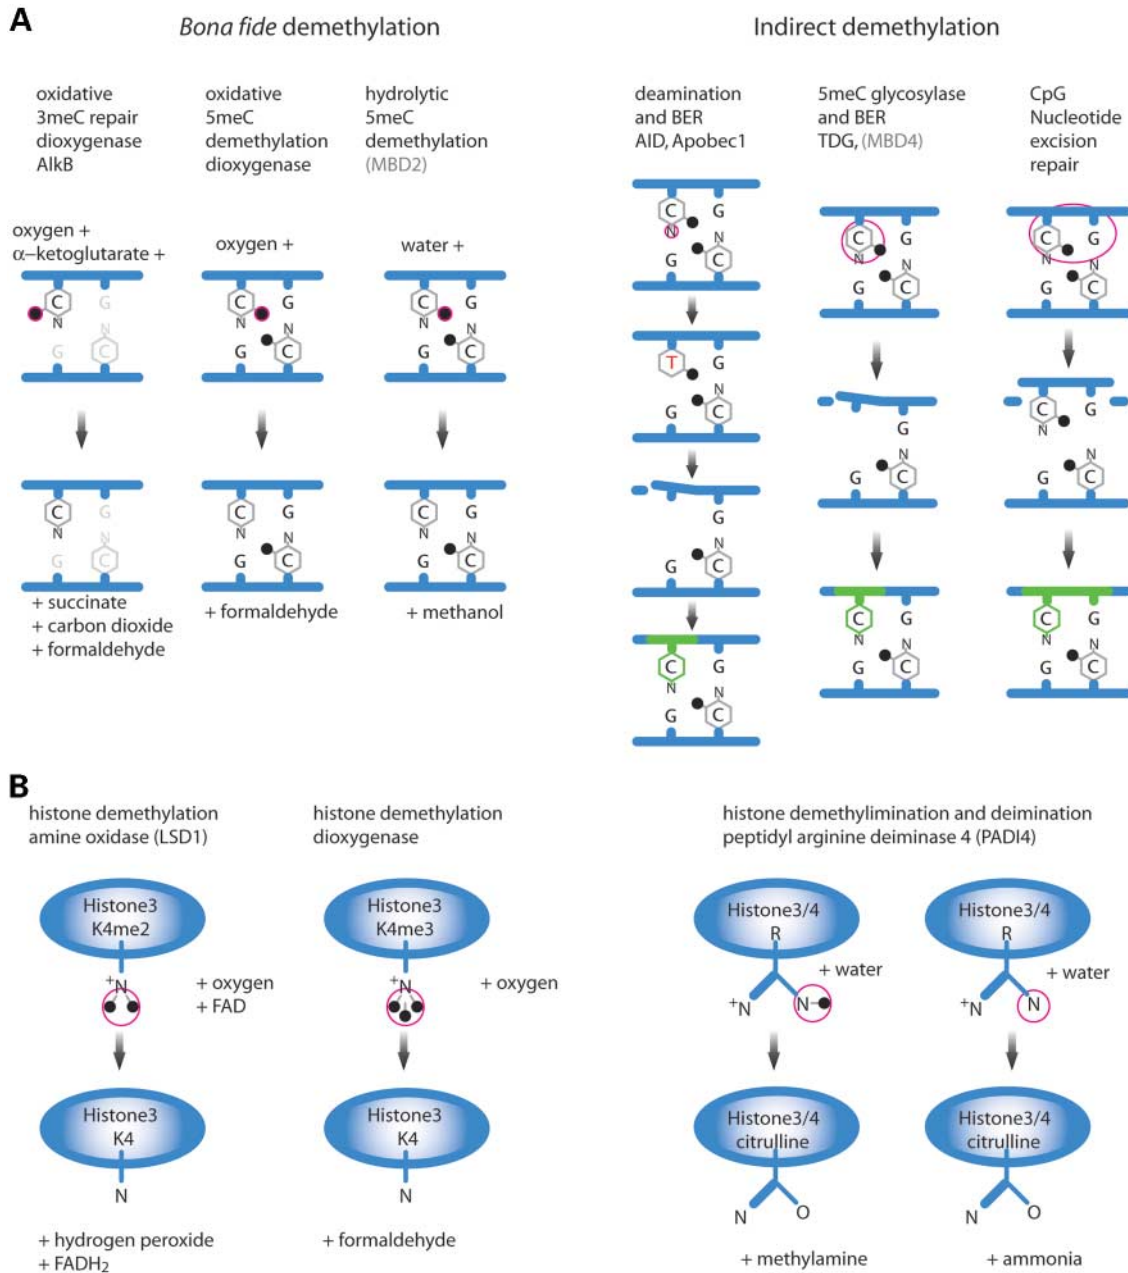 A
Bona fide demethylation
Indirect demethylation
oxidative
3meC repair
dioxygenase
AlkB
oxidative
5meC
demethylation
dioxygenase
hydrolytic
5meC
demethylation
(MBD2)
deamination
and BER
AID, Apobec1
5meC glycosylase
and BER
TDG, (MBD4)
CpG
Nucleotide
excision
repair
oxygen +
α–ketoglutarate +
C
N
G
N
G
C
+ succinate
+ carbon dioxide
+ formaldehyde
C
N
G
N
G
C
oxygen +
C
N
G
N
G
C
C
N
G
N
G
C
+ formaldehyde
water +
C
N
G
N
G
C
C
N
G
N
G
C
+ methanol
C
N
G
N
G
C
T
G
N
G
C
G
N
G
C
C
N
G
N
G
C
C
N
G
N
G
C
G
N
G
C
C
N
G
N
G
C
C
N
G
N
G
C
C
N
G
N
G
C
C
N
G
N
G
C
B
histone demethylation
amine oxidase (LSD1)
histone demethylation
dioxygenase
histone demethylimination and deimination
peptidyl arginine deiminase 4 (PADI4)
Histone3
K4me2
+N
+ oxygen
+ FAD
Histone3
K4
N
+ hydrogen peroxide
+ FADH2
Histone3
K4me3
+N
+ oxygen
Histone3
K4
N
+ formaldehyde
Histone3/4
R
+ water
+N
N
Histone3/4
citrulline
N
O
+ methylamine
Histone3/4
R
+ water
+N
N
Histone3/4
citrulline
N
O
+ ammonia